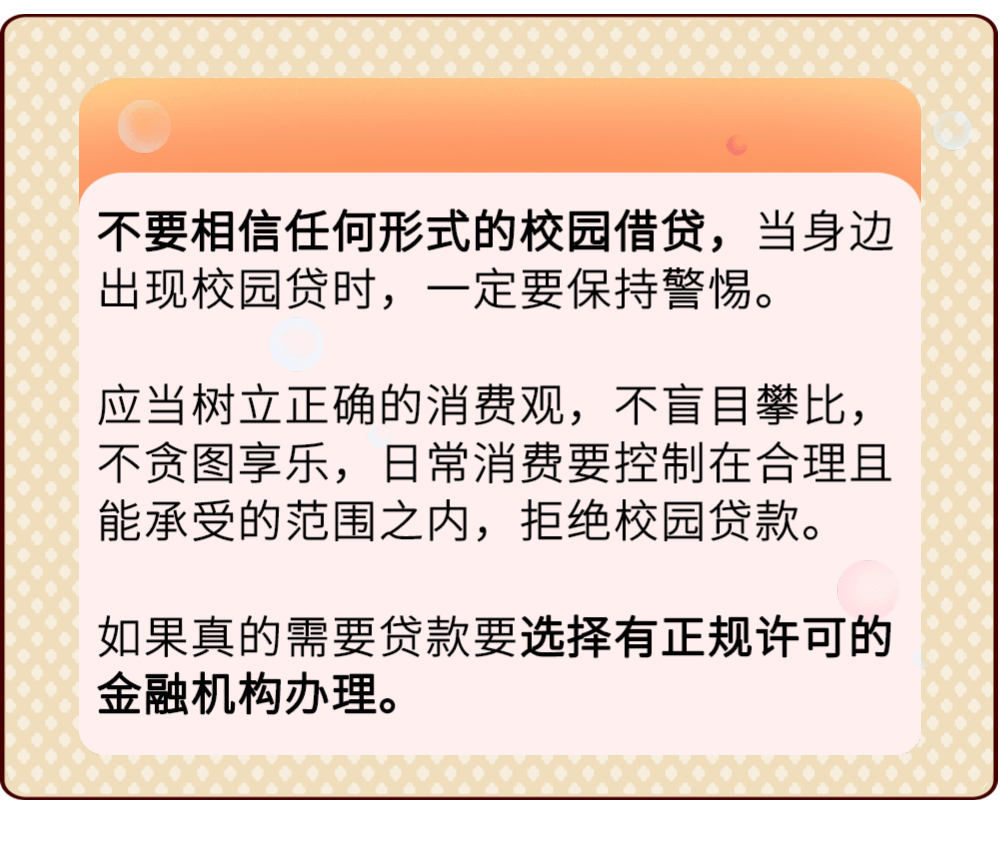 不要相信任何形式的校园借贷，当身边
出现校园贷时，一定要保持警惕。
应当树立正确的消费观，不盲目攀比，
不贪图享乐，日常消费要控制在合理且
能承受的范围之内，拒绝校园贷款。
如果真的需要贷款要选择有正规许可的
金融机构办理。